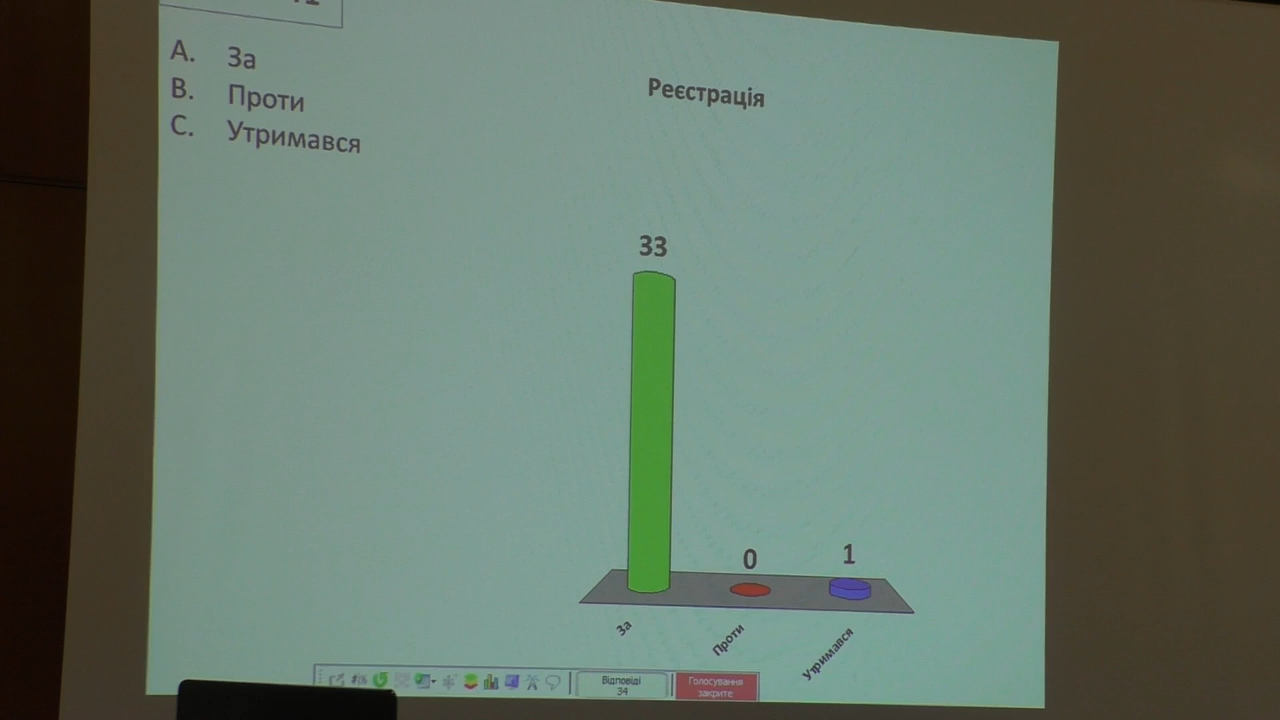 A. За
B. Проти
C. Утримався
Реєстрація
33
0
1
За
Проти
Утримався
Відповіді
34
Голосування
закрите